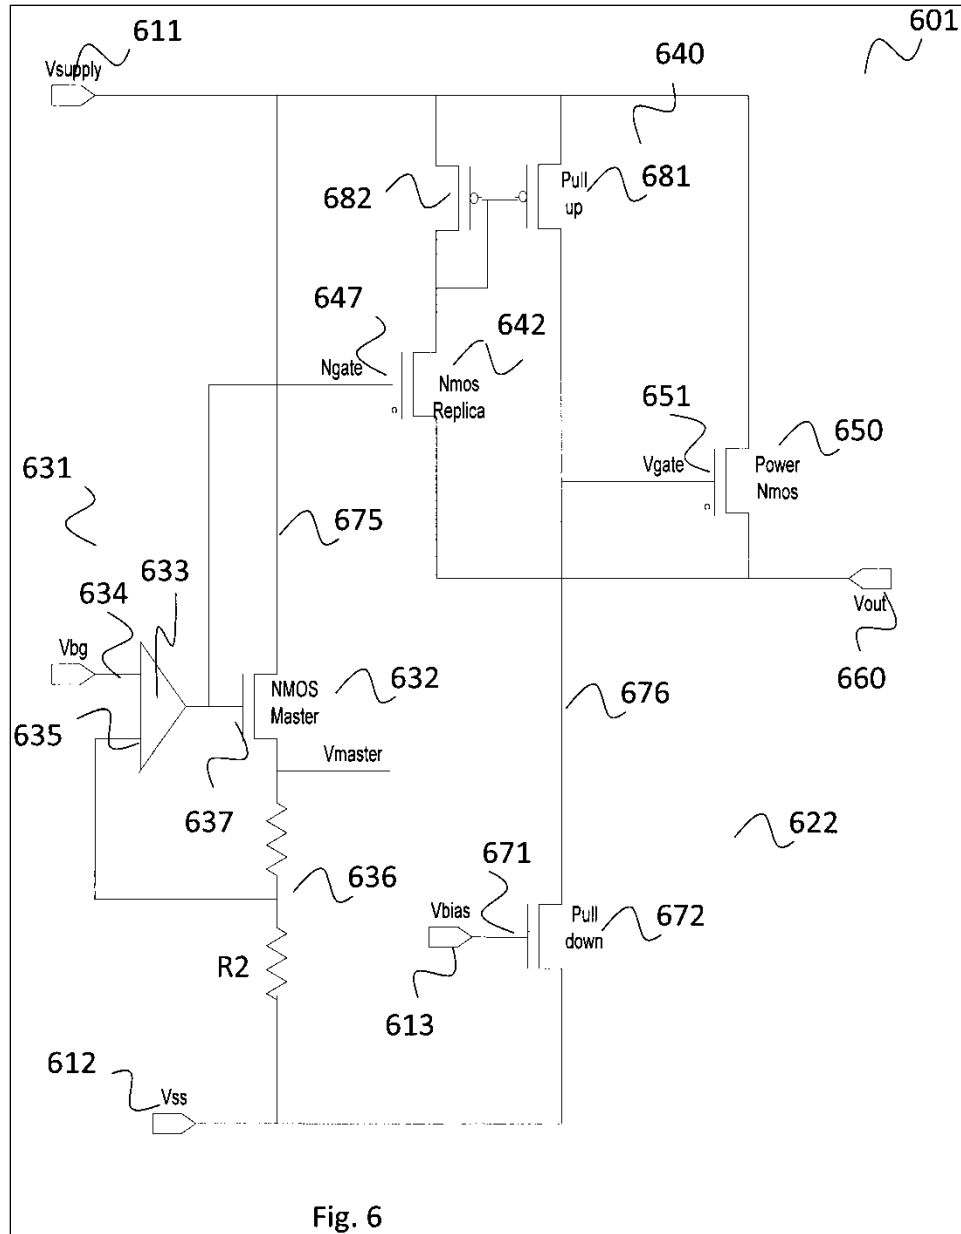 611
601
Vsupply
640
682
Pull
up
681
647
642
Ngate
Nmos
Replica
651
650
Vgate
Power
Nmos
631
675
633
634
Vbg
Vout
660
632
NMOS
Master
676
635
Vmaster
637
622
636
671
Vbias
Pull
down
672
R2
613
612
Vss
Fig. 6